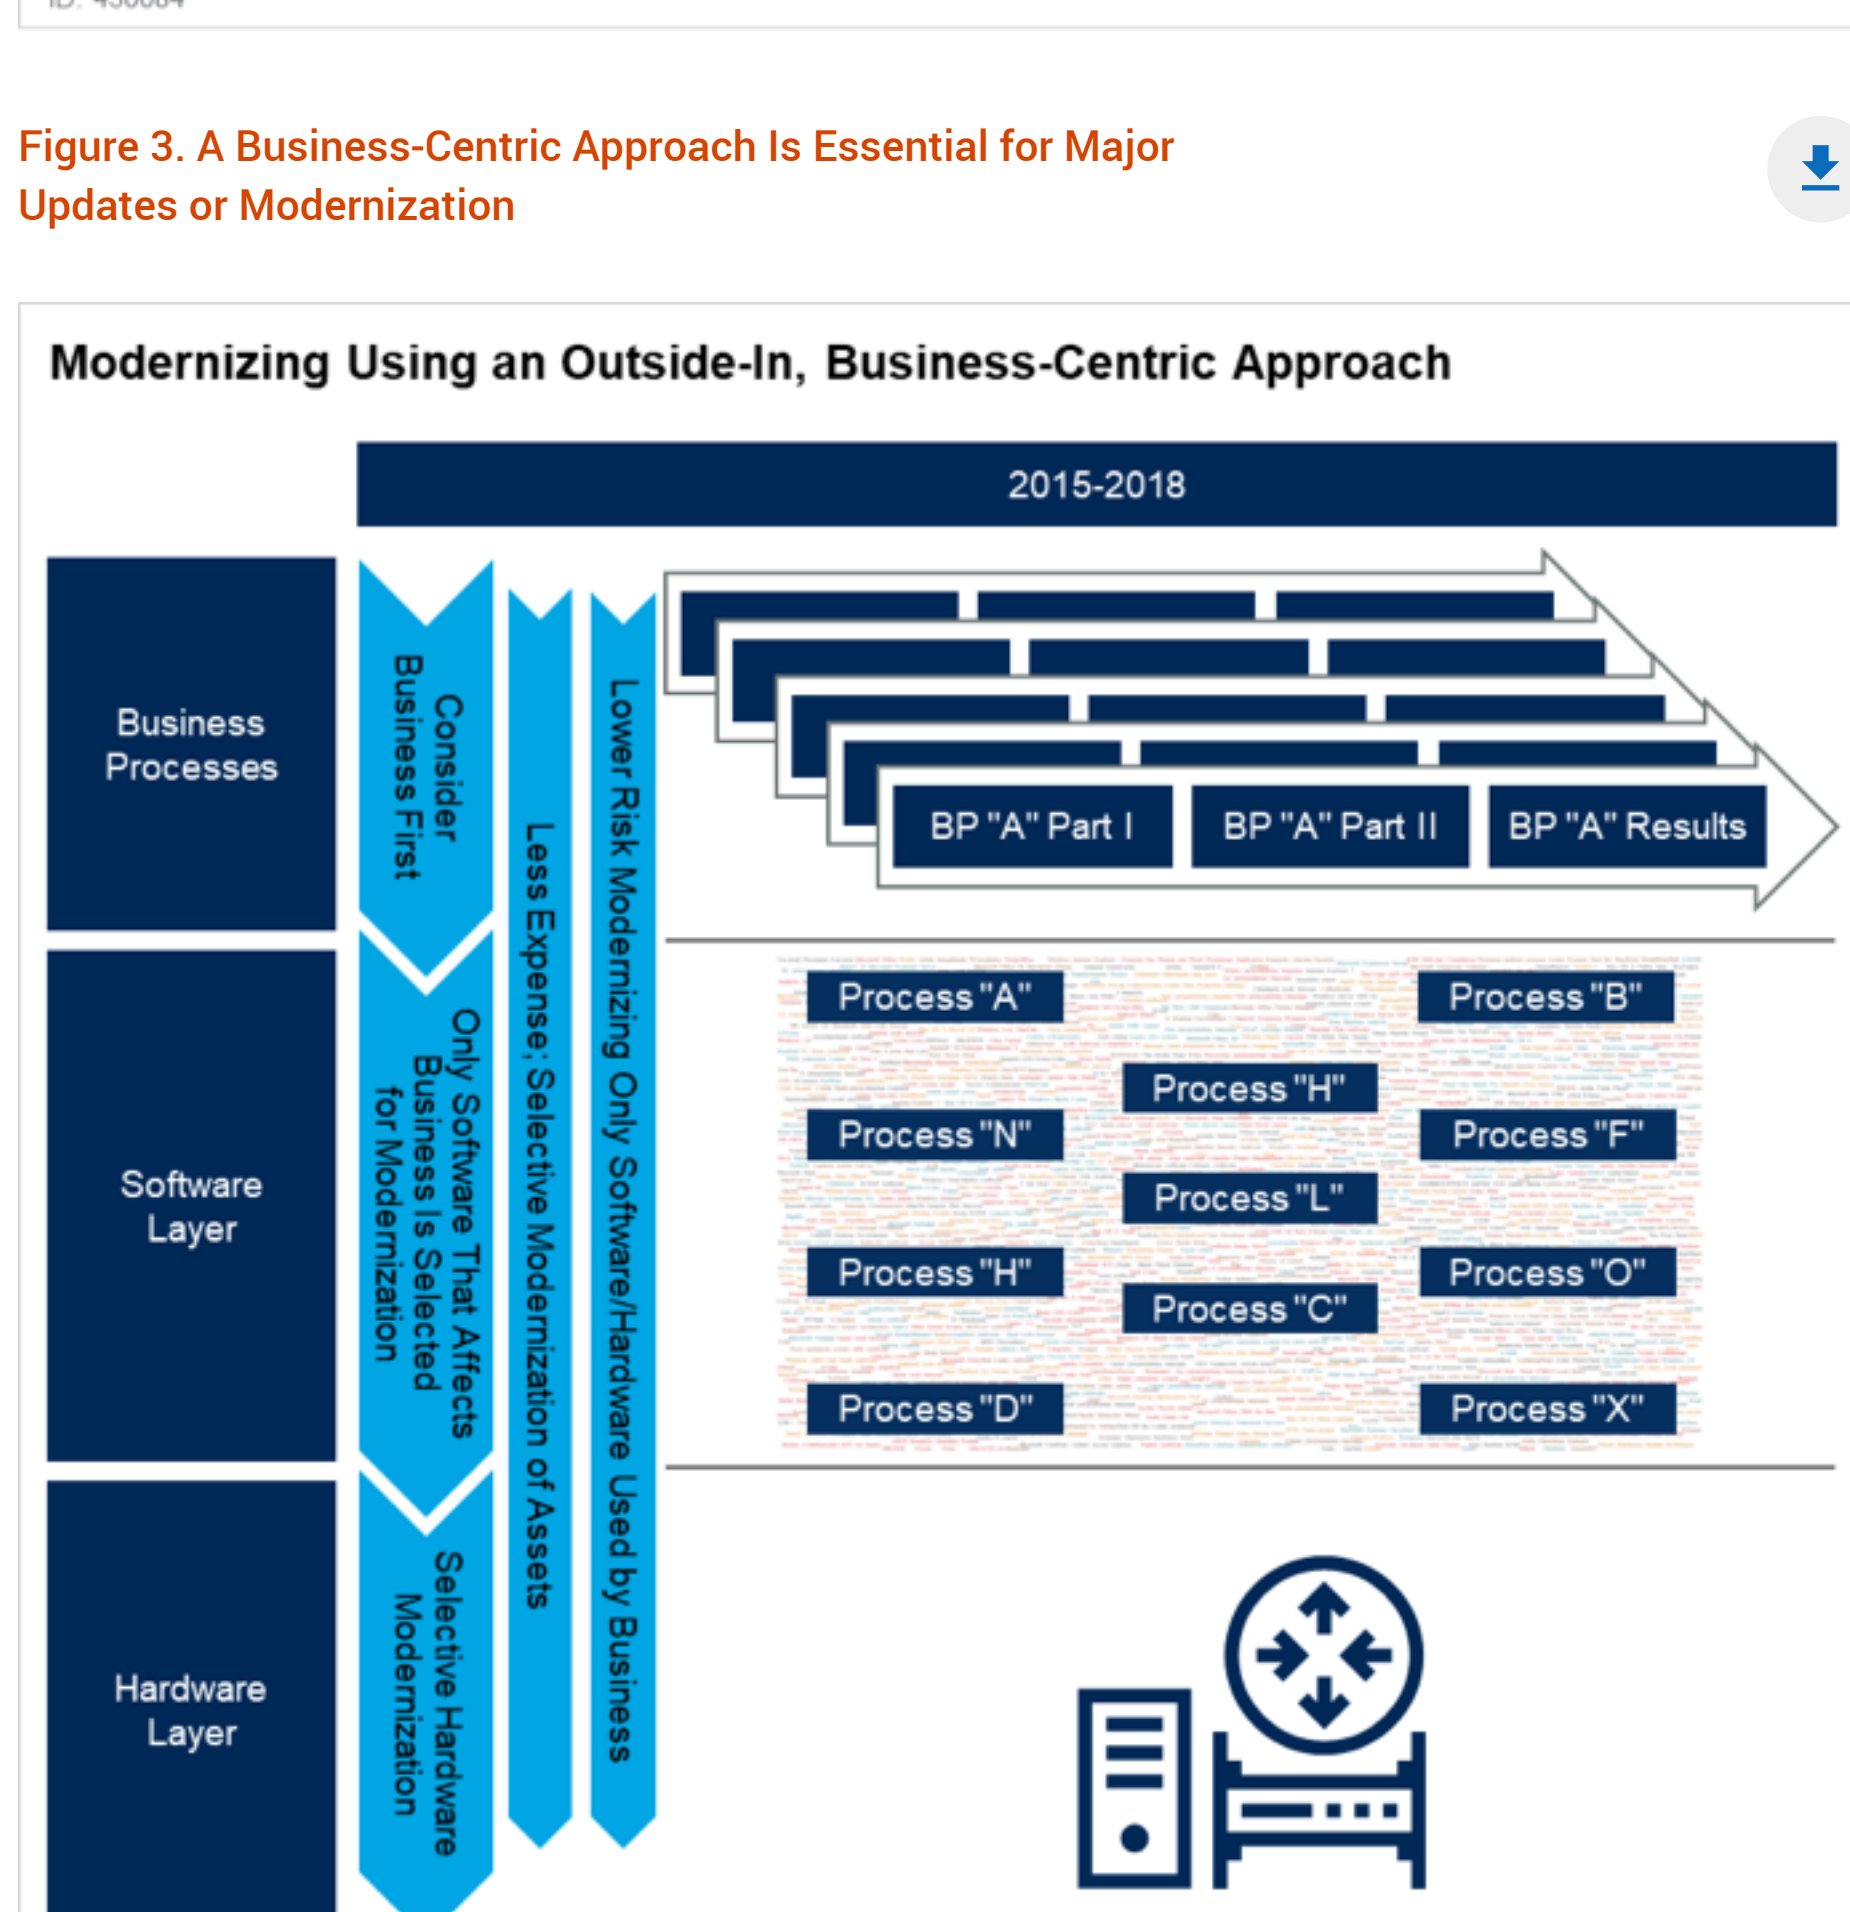 ID: 450084
Figure 3. A Business-Centric Approach Is Essential for Major
Updates or Modernization
Modernizing Using an Outside-In, Business-Centric Approach
2015-2018
Business
Processes
Consider
Business First
Less Expense; Selective Modernization of Assets
Lower Risk Modernizing Only Software/Hardware Used by Business
BP "A" Part I
BP "A" Part II
BP "A" Results
Software
Layer
Only Software That Affects
Business Is Selected
for Modernization
Process "A"
Process "B"
Process "H"
Process "N"
Process "F"
Process "L"
Process "H"
Process "O"
Process "C"
Process "D"
Process "X"
Hardware
Layer
Selective Hardware
Modernization